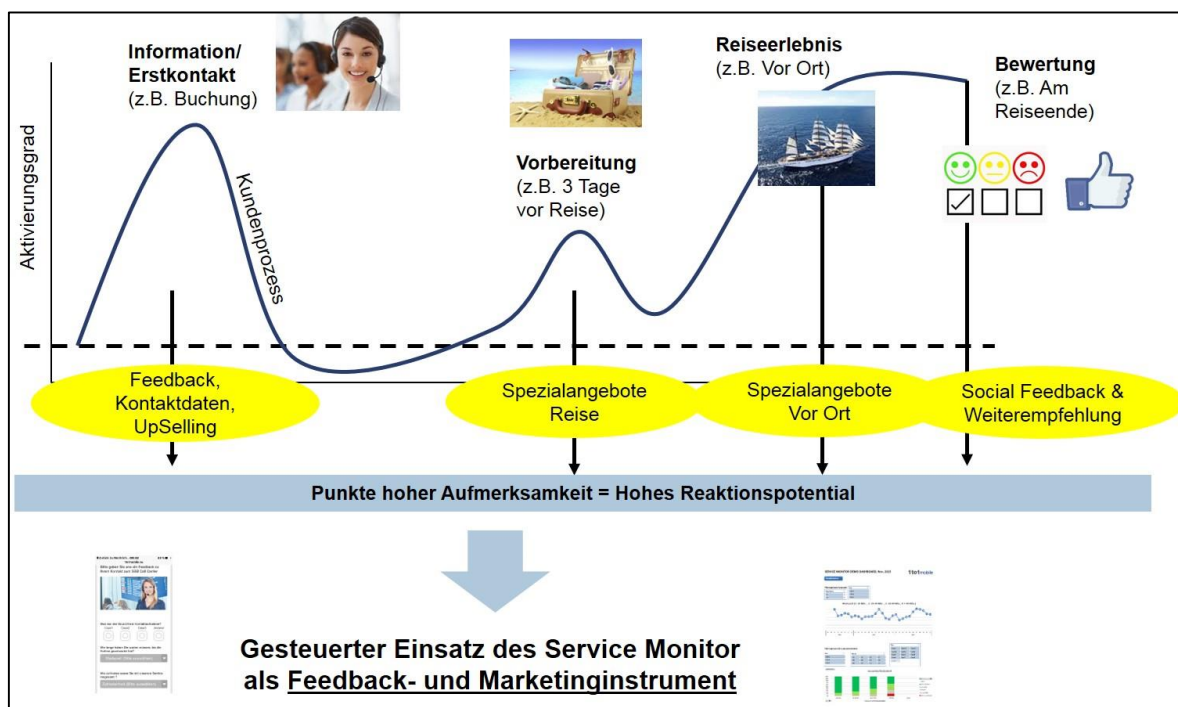 Information/
Erstkontakt
(z.B. Buchung)
Reiseerlebnis
(z.B. Vor Ort)
Bewertung
(z.B. Am
Reiseende)
Aktivierungsgrad
Kundenprozess
Vorbereitung
(z.B. 3 Tage
vor Reise)
Feedback,
Kontaktdaten,
UpSelling
Spezialangebote
Reise
Spezialangebote
Vor Ort
Social Feedback &
Weiterempfehlung
Punkte hoher Aufmerksamkeit = Hohes Reaktionspotential
Gesteuerter Einsatz des Service Monitor
als Feedback- und Marketinginstrument